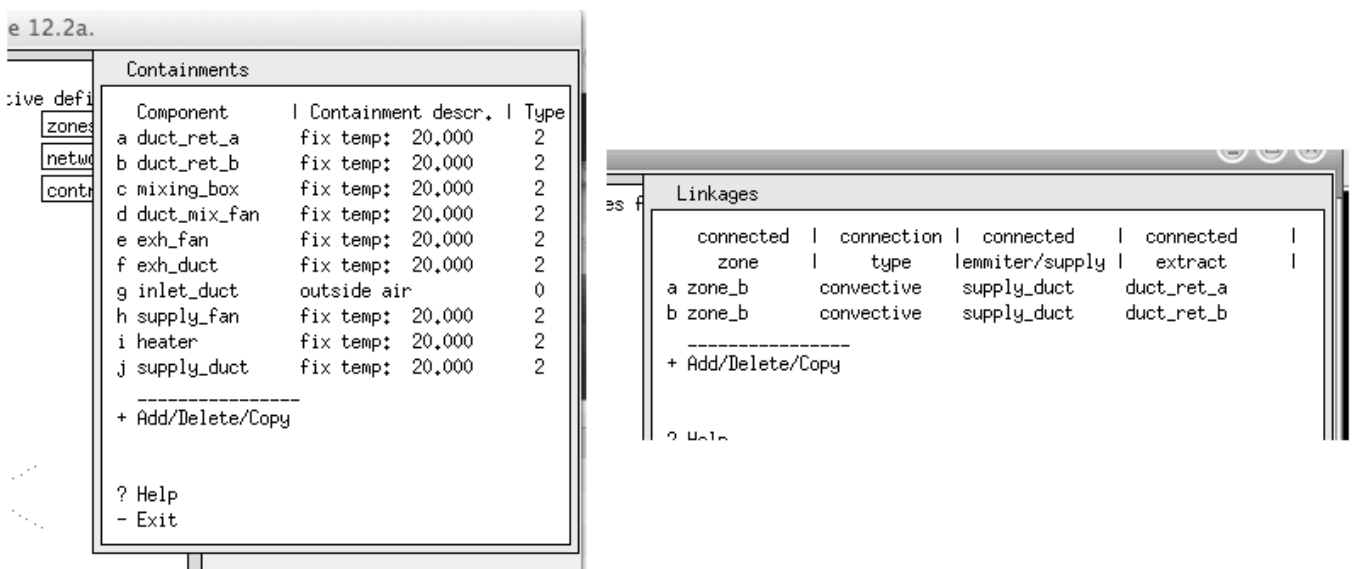 e 12.2a.
Containments
tive defi
zones
netwo
contr
Component | Containment descr. | Type
a duct_ret_a fix temp: 20.000 2
b duct_ret_b fix temp: 20.000 2
c mixing_box fix temp: 20.000 2
d duct_mix_fan fix temp: 20.000 2
e exh_fan fix temp: 20.000 2
f exh_duct fix temp: 20.000 2
g inlet_duct outside air 0
h supply_fan fix temp: 20.000 2
i heater fix temp: 20.000 2
j supply_duct fix temp: 20.000 2
----------------
+ Add/Delete/Copy
? Help
- Exit
es f
Linkages
connected | connection | connected | connected |
zone | type |emmiter/supply | extract |
a zone_b convective supply_duct duct_ret_a
b zone_b convective supply_duct duct_ret_b
----------------
+ Add/Delete/Copy
? Help